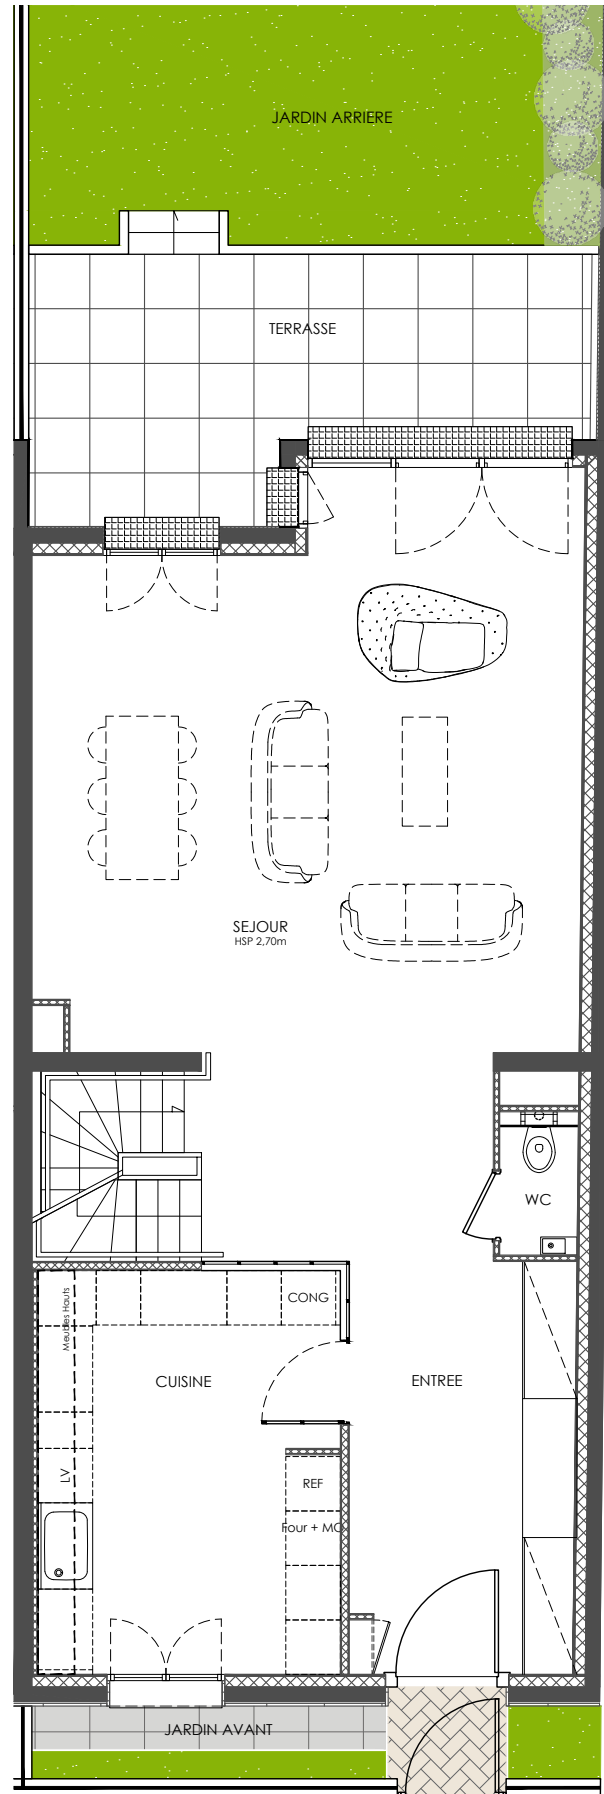 JARDIN ARRIERE
TERRASSE
SEJOUR
HSP 2,70m
WC
Meubles Hauts
CONG
CUISINE
ENTREE
LV
REF
Four + MO
JARDIN AVANT